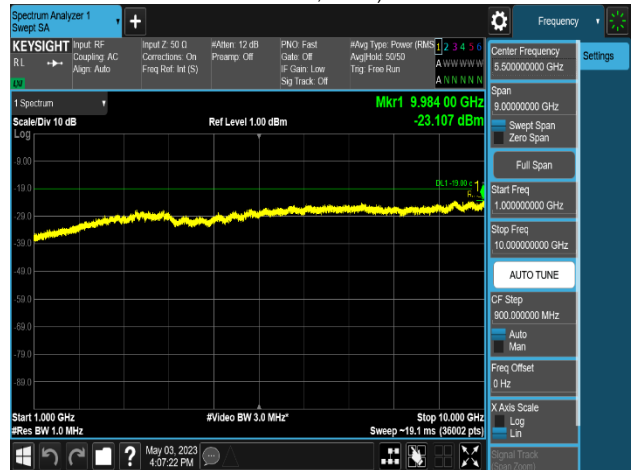 Spectrum Analyzer 1
Swept SA
Frequency
KEYSIGHT
Input: RF
Input Z: 50 Ω
#Atten: 12 dB
PNO: Fast
#Avg Type: Power (RMS
1 2 3 4 5 6
RL
Coupling: AC
Corrections: On
Preamp: Off
Gate: Off
Avg|Hold: 50/50
A W W W W W
Align: Auto
Freq Ref: Int (S)
IF Gain: Low
Trig: Free Run
Sig Track: Off
A N N N N N
1 Spectrum
Mkr1 9.984 00 GHz
Scale/Div 10 dB
Ref Level 1.00 dBm
-23.107 dBm
Log
-9.00
-19.0
-29.0
-39.0
-49.0
-59.0
-69.0
-79.0
-89.0
1
Start 1.000 GHz
#Video BW 3.0 MHz*
Stop 10.000 GHz
#Res BW 1.0 MHz
Sweep ~19.1 ms (36002 pts)
Center Frequency
5.500000000 GHz
Settings
Span
9.00000000 GHz
Swept Span
Zero Span
Full Span
Start Freq
1.000000000 GHz
Stop Freq
10.000000000 GHz
AUTO TUNE
CF Step
900.000000 MHz
Auto
Man
Freq Offset
0 Hz
X Axis Scale
Log
Lin
Signal Track
(Span Zoom)
?
May 03, 2023
4:07:22 PM